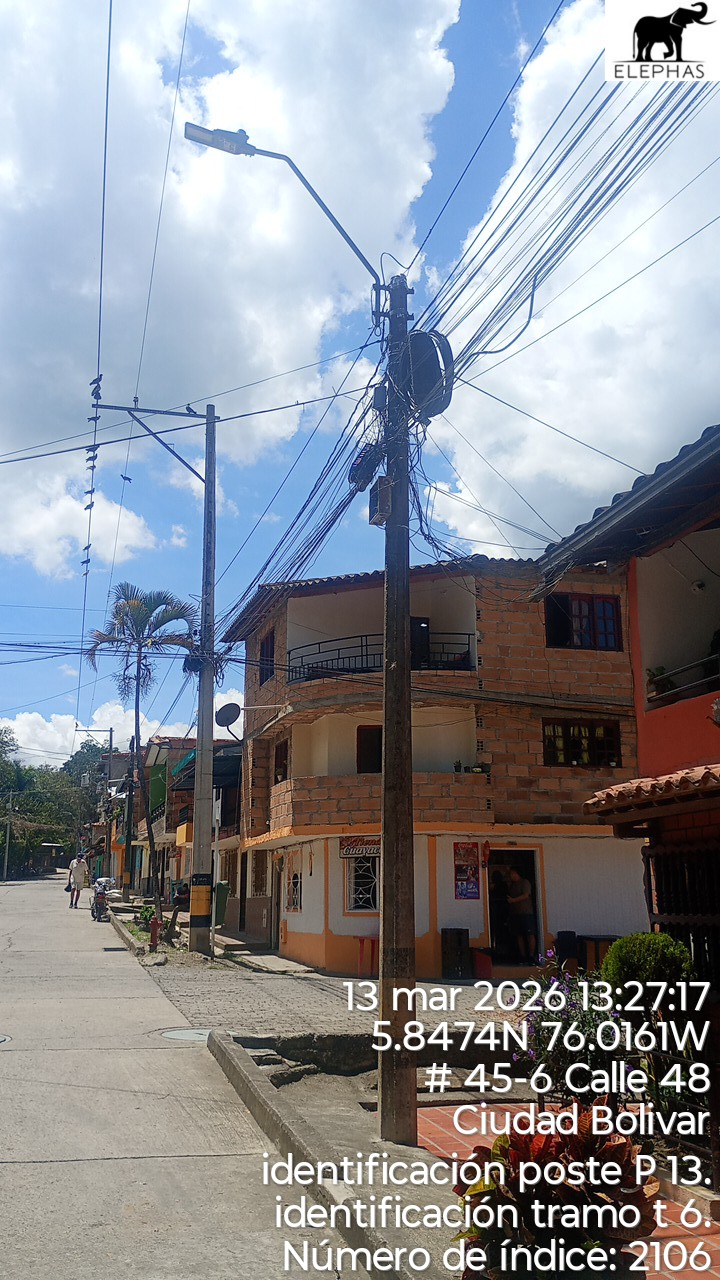 ELEPHAS
13 mar 2026 13:27:17
5.8474N 76.0161W
# 45-6 Calle 48
Ciudad Bolivar
identificación poste P 13.
identificación tramo t 6.
Número de índice: 2106